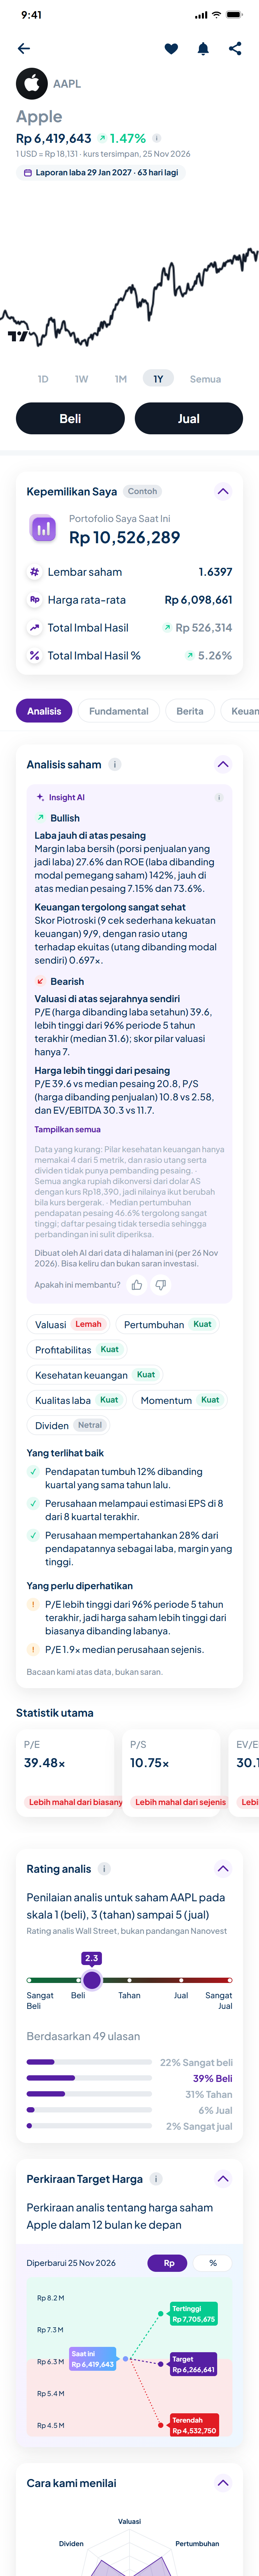 9:41
AAPL
Apple
Rp 6,419,643 1.47% i
1 USD = Rp 18,131 · kurs tersimpan, 25 Nov 2026
Laporan laba 29 Jan 2027 · 63 hari lagi
1D 1W 1M 1Y Semua
Beli Jual
Kepemilikan Saya Contoh
Portofolio Saya Saat Ini
Rp 10,526,289
Lembar saham 1.6397
Rp Harga rata-rata Rp 6,098,661
Total Imbal Hasil Rp 526,314
Total Imbal Hasil % 5.26%
Analisis Fundamental Berita Keuan
Analisis saham i
Insight AI i
Bullish
Laba jauh di atas pesaing
Margin laba bersih (porsi penjualan yang
jadi laba) 27.6% dan ROE (laba dibanding
modal pemegang saham) 142%, jauh di
atas median pesaing 7.15% dan 73.6%.
Keuangan tergolong sangat sehat
Skor Piotroski (9 cek sederhana kekuatan
keuangan) 9/9, dengan rasio utang
terhadap ekuitas (utang dibanding modal
sendiri) 0.697×.
Bearish
Valuasi di atas sejarahnya sendiri
P/E (harga dibanding laba setahun) 39.6,
lebih tinggi dari 96% periode 5 tahun
terakhir (median 31.6); skor pilar valuasi
hanya 7.
Harga lebih tinggi dari pesaing
P/E 39.6 vs median pesaing 20.8, P/S
(harga dibanding penjualan) 10.8 vs 2.58,
dan EV/EBITDA 30.3 vs 11.7.
Tampilkan semua
Data yang kurang: Pilar kesehatan keuangan hanya
memakai 4 dari 5 metrik, dan rasio utang serta
dividen tidak punya pembanding pesaing. ·
Semua angka rupiah dikonversi dari dolar AS
dengan kurs Rp18,390, jadi nilainya ikut berubah
bila kurs bergerak. · Median pertumbuhan
pendapatan pesaing 46.6% tergolong sangat
tinggi; daftar pesaing tidak tersedia sehingga
perbandingan ini sulit diperiksa.
Dibuat oleh AI dari data di halaman ini (per 26 Nov
2026). Bisa keliru dan bukan saran investasi.
Apakah ini membantu?
Valuasi Lemah Pertumbuhan Kuat
Profitabilitas Kuat
Kesehatan keuangan Kuat
Kualitas laba Kuat Momentum Kuat
Dividen Netral
Yang terlihat baik
Pendapatan tumbuh 12% dibanding
kuartal yang sama tahun lalu.
Perusahaan melampaui estimasi EPS di 8
dari 8 kuartal terakhir.
Perusahaan mempertahankan 28% dari
pendapatannya sebagai laba, margin yang
tinggi.
Yang perlu diperhatikan
! P/E lebih tinggi dari 96% periode 5 tahun
terakhir, jadi harga saham lebih tinggi dari
biasanya dibanding labanya.
! P/E 1.9× median perusahaan sejenis.
Bacaan kami atas data, bukan saran.
Statistik utama
P/E P/S EV/E
39.48× 10.75× 30.1
Lebih mahal dari biasany Lebih mahal dari sejenis Lebi
Rating analis i
Penilaian analis untuk saham AAPL pada
skala 1 (beli), 3 (tahan) sampai 5 (jual)
Rating analis Wall Street, bukan pandangan Nanovest
2.3
Sangat Beli Beli Tahan Jual Sangat Jual
Berdasarkan 49 ulasan
22% Sangat beli
39% Beli
31% Tahan
6% Jual
2% Sangat jual
Perkiraan Target Harga i
Perkiraan analis tentang harga saham
Apple dalam 12 bulan ke depan
Diperbarui 25 Nov 2026 Rp %
Rp 8.2 M
Tertinggi
Rp 7,705,675
Rp 7.3 M
Saat ini
Rp 6,419,643
Rp 6.3 M
Target
Rp 6,266,641
Rp 5.4 M
Terendah
Rp 4,532,750
Rp 4.5 M
Cara kami menilai
Valuasi
Dividen Pertumbuhan